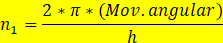 n₁ = 2 * π * (Mov. angular) / h